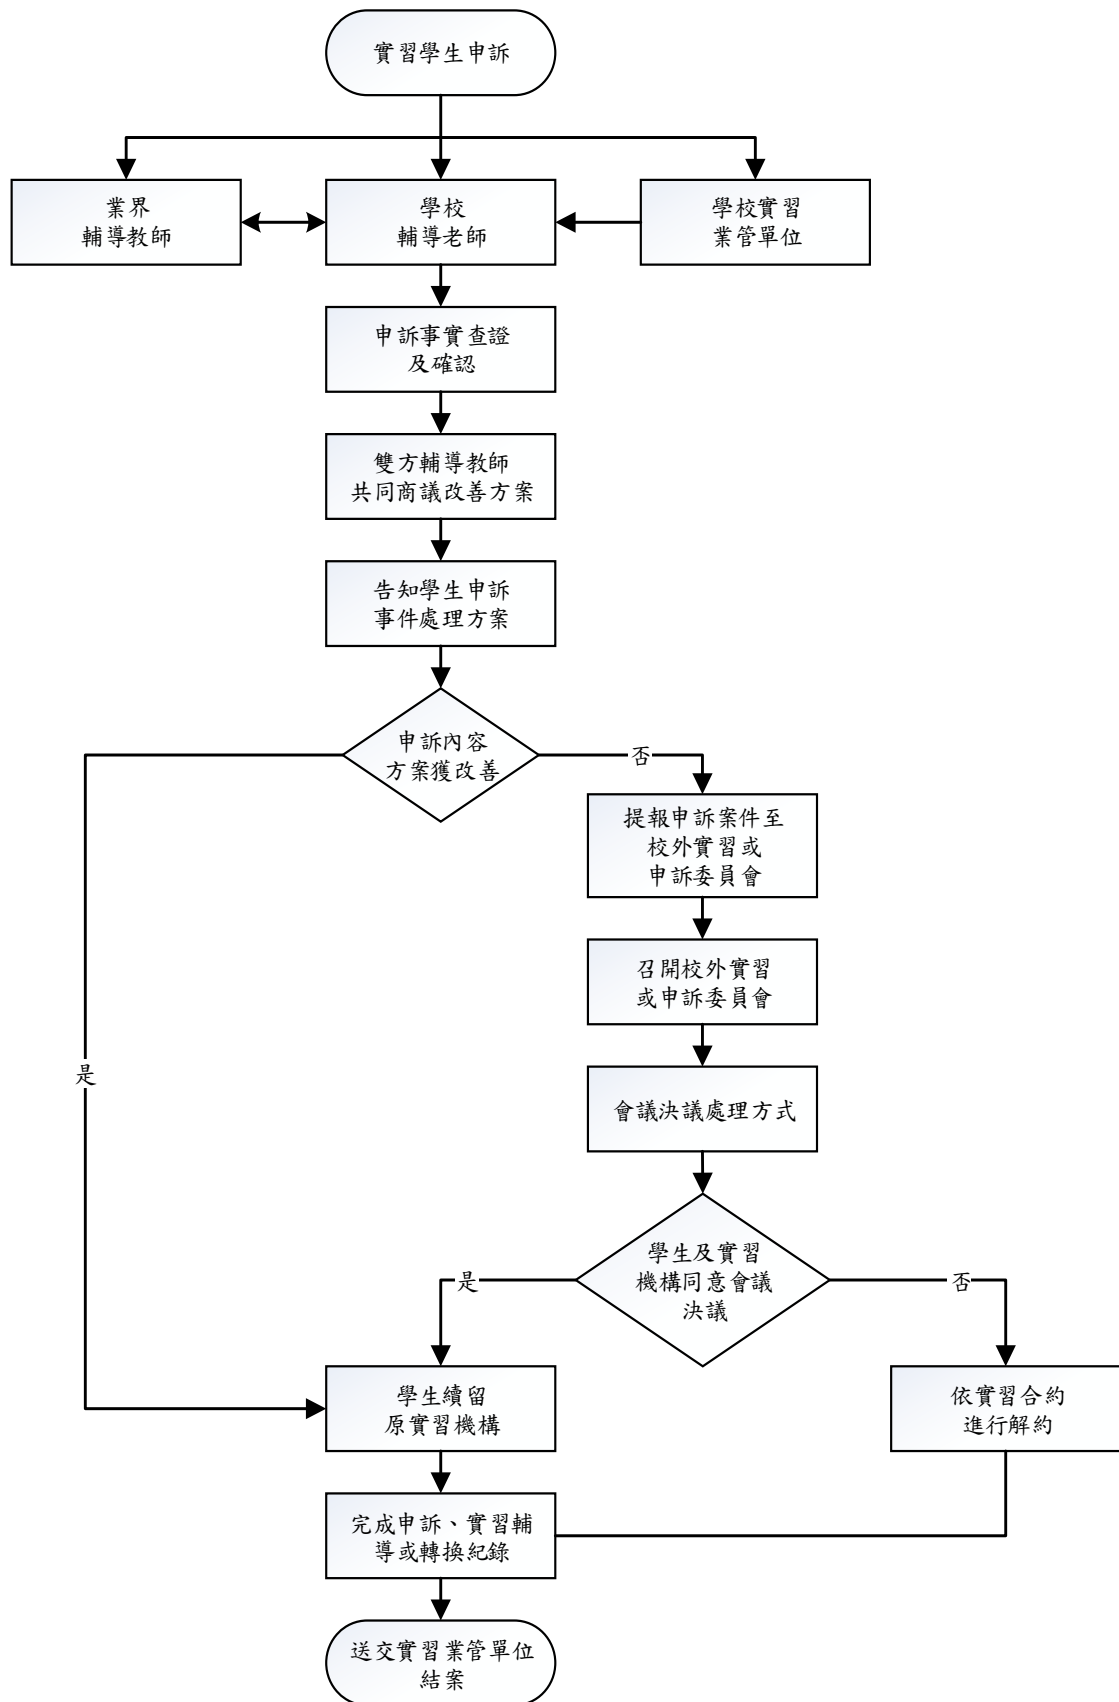 實習學生申訴
業界
輔導教師
學校
輔導老師
學校實習
業管單位
申訴事實查證
及確認
雙方輔導教師
共同商議改善方案
告知學生申訴
事件處理方案
申訴內容
方案獲改善
否
提報申訴案件至
校外實習或
申訴委員會
召開校外實習
或申訴委員會
是
會議決議處理方式
學生及實習
機構同意會議
決議
是
否
學生續留
原實習機構
依實習合約
進行解約
完成申訴、實習輔
導或轉換紀錄
送交實習業管單位
結案